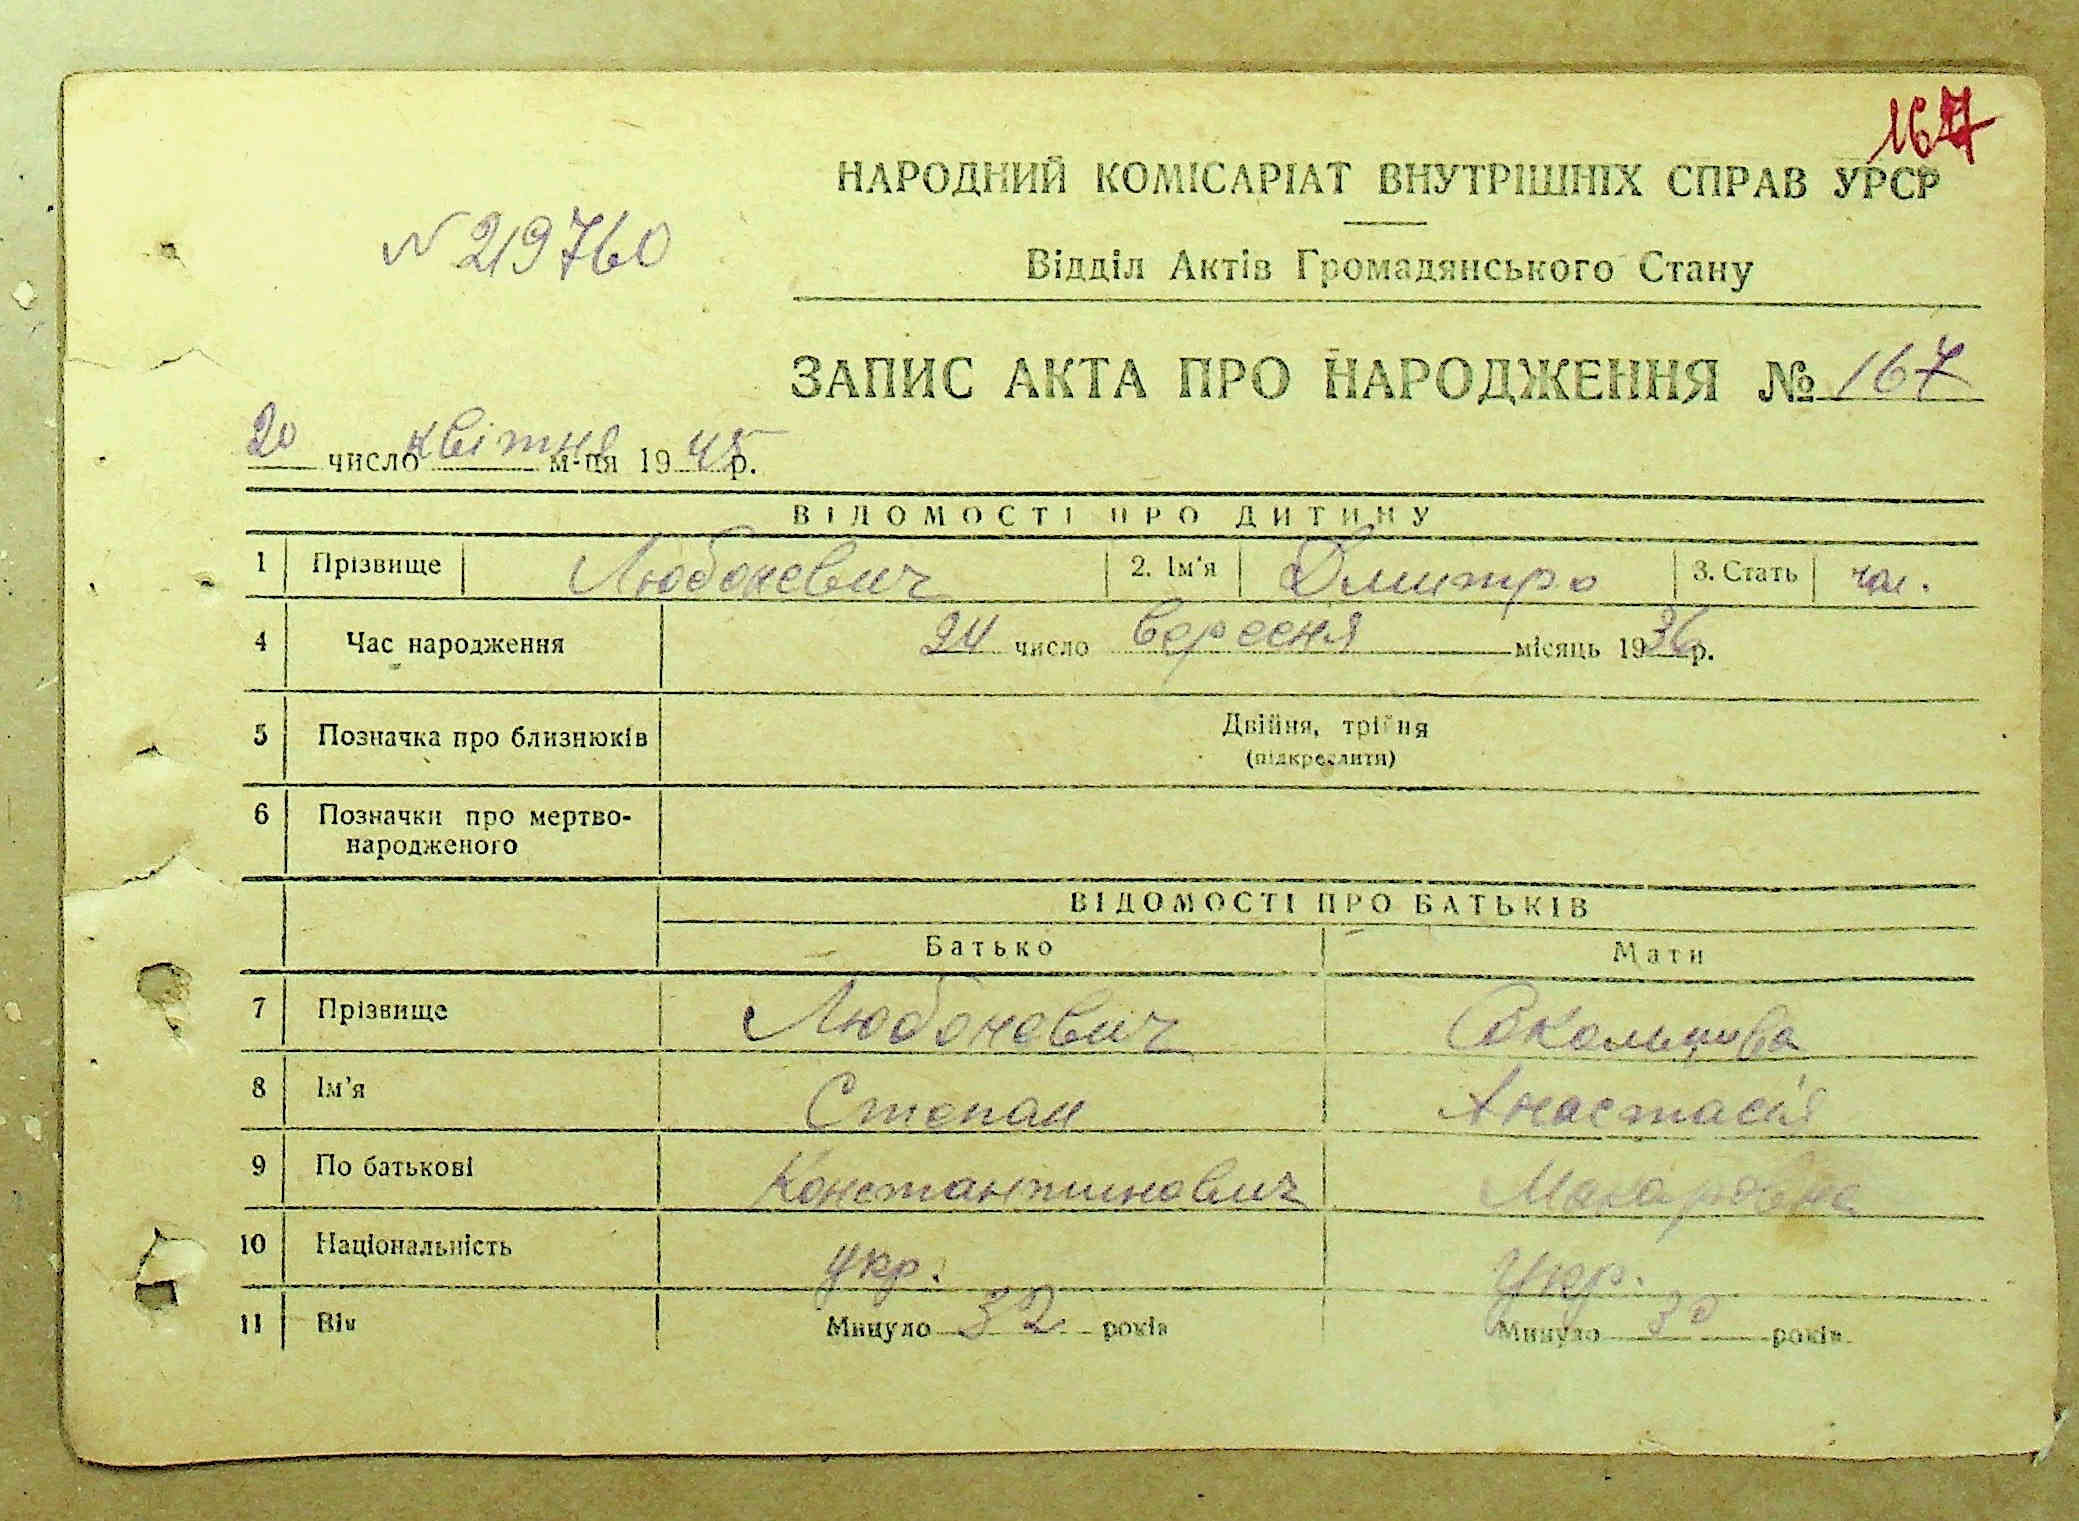 167
НАРОДНИЙ КОМІСАРІАТ ВНУТРІШНІХ СПРАВ УРСР
N 219760
Відділ Актів Громадянського Стану
ЗАПИС АКТА ПРО НАРОДЖЕННЯ № 167
20 число квітня м-ця 1945 р.
ВІДОМОСТІ ПРО ДИТИНУ
1 Прізвище Любоневич 2. Ім'я Дмитро 3. Стать чол.
4 Час народження 24 число вересня місяць 1936 р.
5 Позначка про близнюків Двійня, трійня
(підкреслити)
6 Позначки про мертво-
народженого
ВІДОМОСТІ ПРО БАТЬКІВ
Батько Мати
7 Прізвище Любоневич
8 Ім'я Степан Анастасія
9 По батькові Константинович Макаровна
10 Національність укр. Укр.
11 Вік Минуло 32 років Минуло 30 років